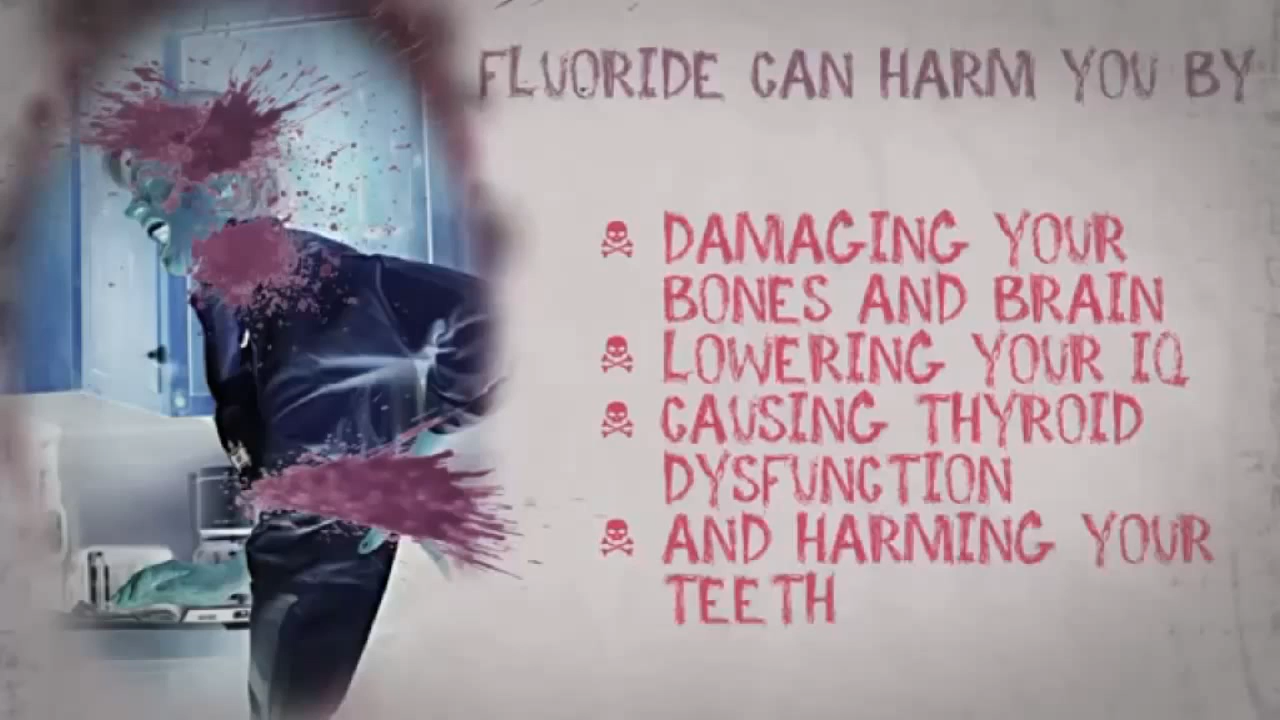 FLUORIDE CAN HARM YOU BY
DAMAGING YOUR
BONES AND BRAIN
LOWERING YOUR IQ
CAUSING THYROID
DYSFUNCTION
AND HARMING YOUR
TEETH